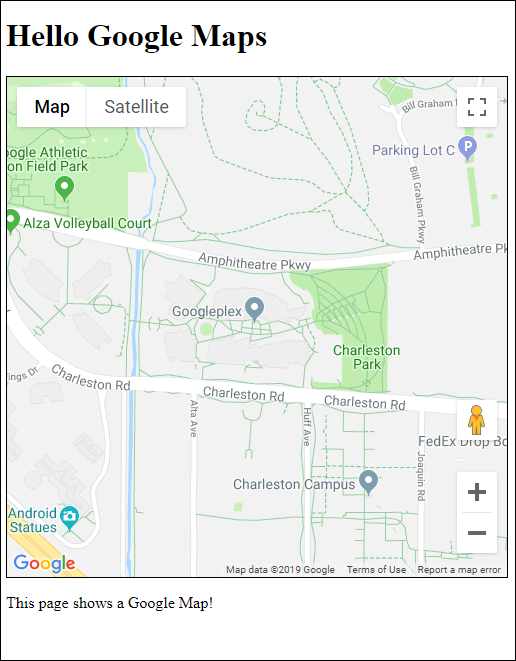 Hello Google Maps
Map Satellite
Bill Graham
Parking Lot C P
oogle Athletic
on Field Park
Bill Graham Pkwy
Alza Volleyball Court
Amphitheatre Pkwy
Amphitheatre Pk
Googleplex
Charleston
Park
ings Dr
Charleston Rd
Charleston Rd
Charleston Rd
Alta Ave
Huff Ave
Joaquin Rd
FedEx Drop Bo
Charleston Campus
Android
Statues
Google
Map data ©2019 Google Terms of Use Report a map error
This page shows a Google Map!